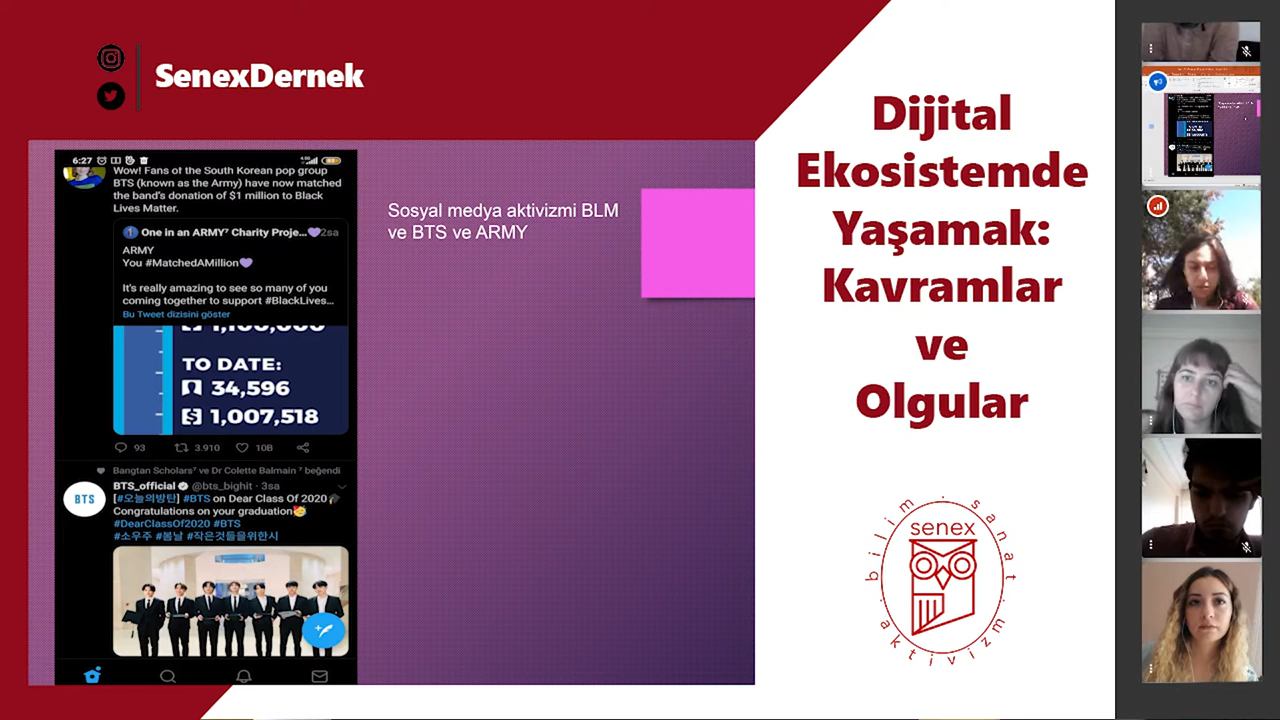 SenexDernek
6:27
Wow! Fans of the South Korean pop group
BTS (known as the Army) have now matched
the band's donation of $1 million to Black
Lives Matter.
One in an ARMY⁷ Charity Proje...💜2sa
ARMY
You #MatchedAMillion💜
It's really amazing to see so many of you
coming together to support #BlackLives...
Bu Tweet dizisini göster
TO DATE:
34,596
$ 1,007,518
93 3.910 10B
Bangtan Scholars⁷ ve Dr Colette Balmain ⁷ beğendi
BTS_official @bts_bighit · 3sa
BTS
[#오늘의방탄] #BTS on Dear Class Of 2020🎓
Congratulations on your graduation🥳
#DearClassOf2020 #BTS
#소우주 #봄날 #작은것들을위한시
Sosyal medya aktivizmi BLM
ve BTS ve ARMY
Dijital
Ekosistemde
Yaşamak:
Kavramlar
ve
Olgular
senex
bilim · sanat · aktivizm